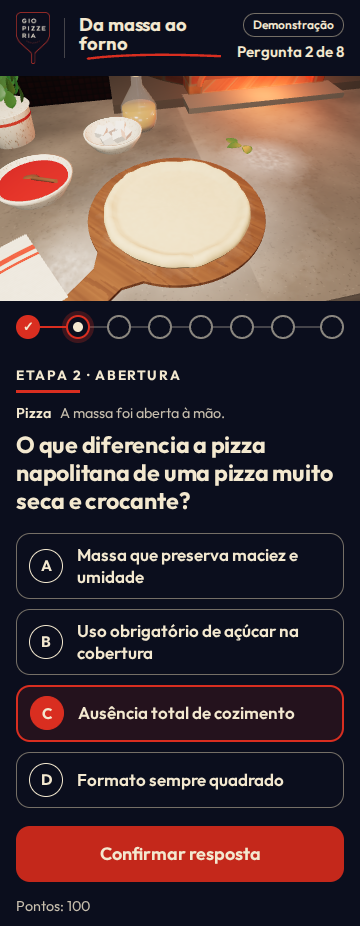 GIO
PIZZE
RIA
Da massa ao
forno
Demonstração
Pergunta 2 de 8
ETAPA 2 · ABERTURA
Pizza A massa foi aberta à mão.
O que diferencia a pizza
napolitana de uma pizza muito
seca e crocante?
A Massa que preserva maciez e
umidade
B Uso obrigatório de açúcar na
cobertura
C Ausência total de cozimento
D Formato sempre quadrado
Confirmar resposta
Pontos: 100